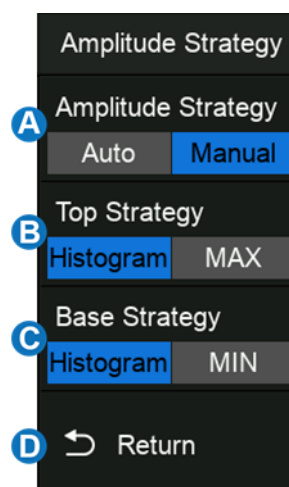 Amplitude Strategy
A
Amplitude Strategy
Auto Manual
B
Top Strategy
Histogram MAX
C
Base Strategy
Histogram MIN
D
Return